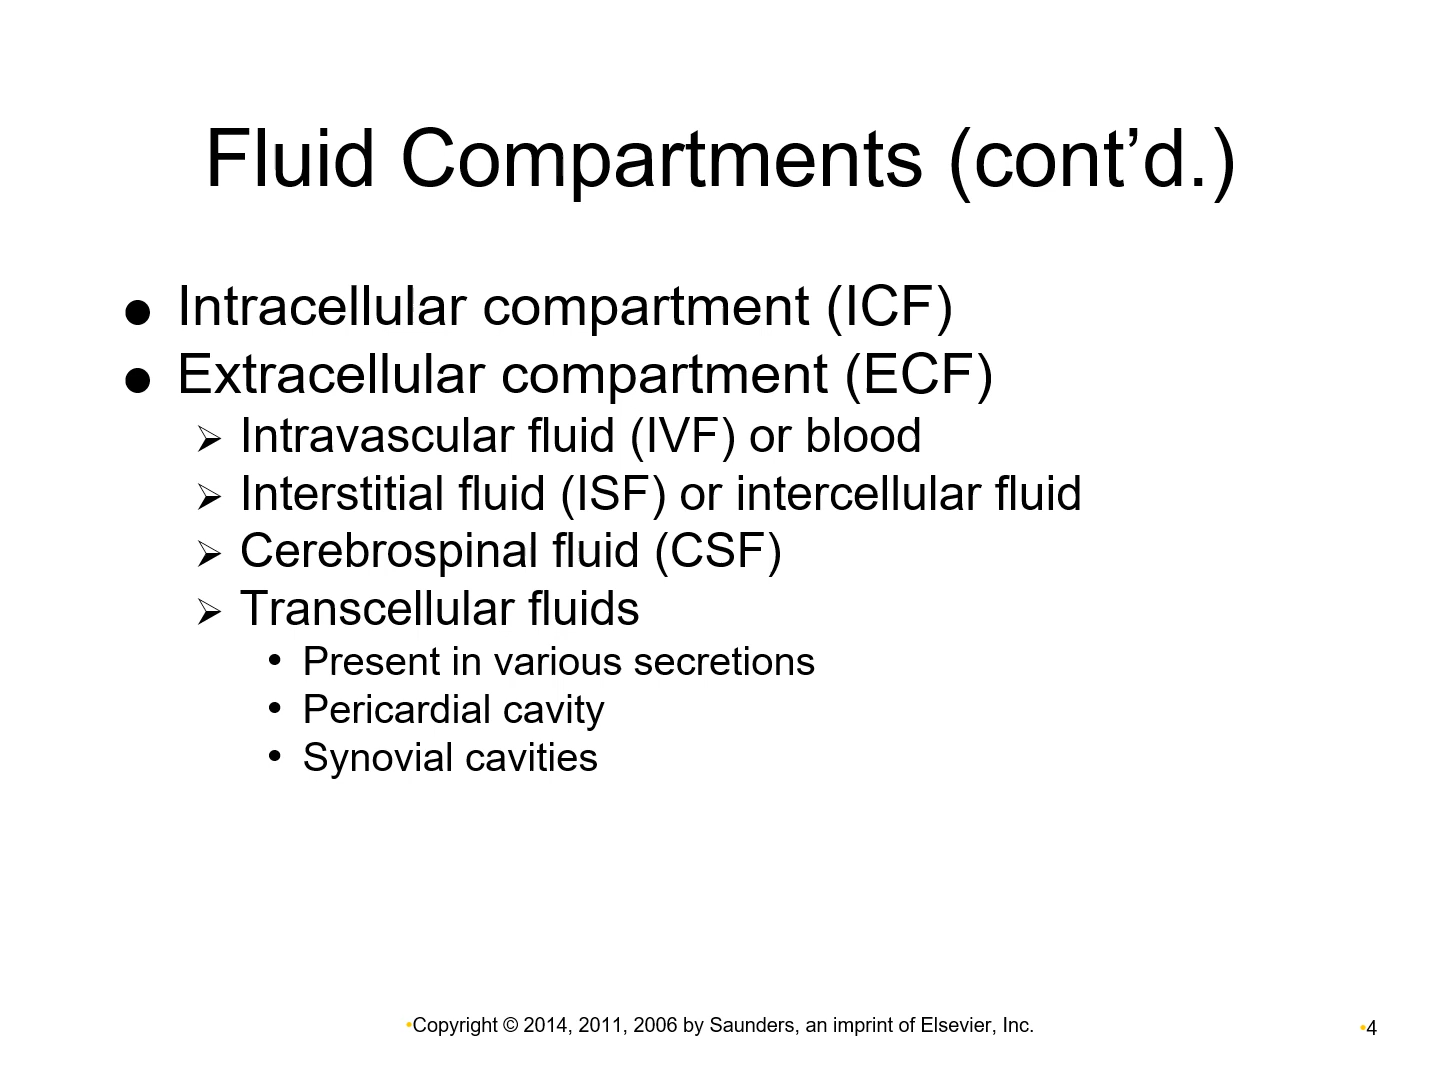 Fluid Compartments (cont’d.)
● Intracellular compartment (ICF)
● Extracellular compartment (ECF)
➢ Intravascular fluid (IVF) or blood
➢ Interstitial fluid (ISF) or intercellular fluid
➢ Cerebrospinal fluid (CSF)
➢ Transcellular fluids
• Present in various secretions
• Pericardial cavity
• Synovial cavities
•Copyright © 2014, 2011, 2006 by Saunders, an imprint of Elsevier, Inc.
•4